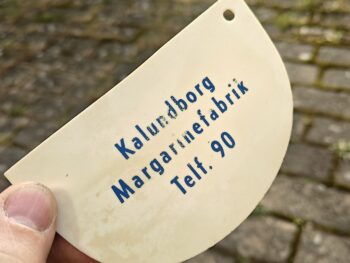 Kalundborg
Margarinefabrik
Telf. 90